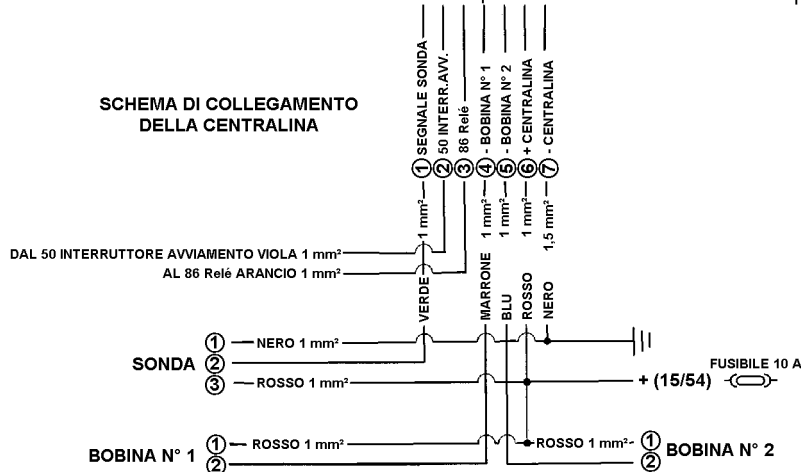 SCHEMA DI COLLEGAMENTO
DELLA CENTRALINA
1 SEGNALE SONDA
2 50 INTERR.AVV.
3 86 Relé
4 - BOBINA N° 1
5 - BOBINA N° 2
6 + CENTRALINA
7 - CENTRALINA
1 mm²
1 mm²
1 mm²
1 mm²
1,5 mm²
DAL 50 INTERRUTTORE AVVIAMENTO VIOLA 1 mm²
AL 86 Relé ARANCIO 1 mm²
VERDE
MARRONE
BLU
ROSSO
NERO
SONDA
1 NERO 1 mm²
2
3 ROSSO 1 mm²
+ (15/54)
FUSIBILE 10 A
BOBINA N° 1
1 ROSSO 1 mm²
2
ROSSO 1 mm² 1
2
BOBINA N° 2